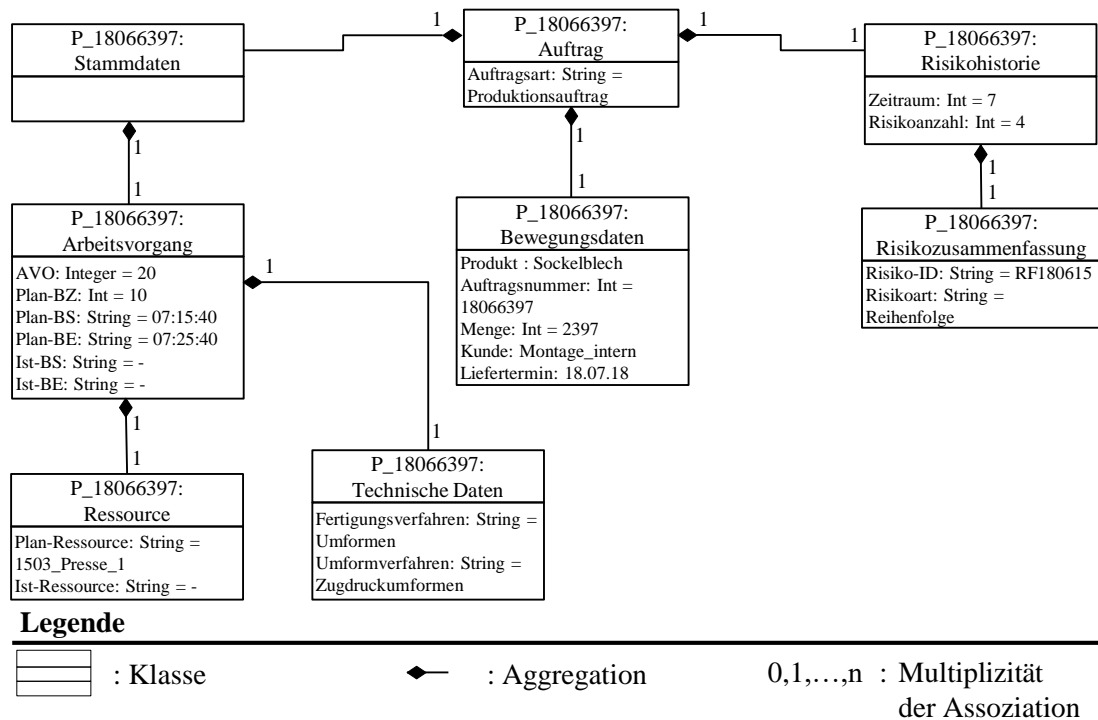 P_18066397:
Stammdaten
1
P_18066397:
Auftrag
Auftragsart: String =
Produktionsauftrag
1
1
P_18066397:
Risikohistorie
Zeitraum: Int = 7
Risikoanzahl: Int = 4
1
1
1
1
1
1
P_18066397:
Arbeitsvorgang
AVO: Integer = 20
Plan-BZ: Int = 10
Plan-BS: String = 07:15:40
Plan-BE: String = 07:25:40
Ist-BS: String = -
Ist-BE: String = -
1
P_18066397:
Bewegungsdaten
Produkt : Sockelblech
Auftragsnummer: Int =
18066397
Menge: Int = 2397
Kunde: Montage_intern
Liefertermin: 18.07.18
P_18066397:
Risikozusammenfassung
Risiko-ID: String = RF180615
Risikoart: String =
Reihenfolge
1
1
1
P_18066397:
Ressource
Plan-Ressource: String =
1503_Presse_1
Ist-Ressource: String = -
P_18066397:
Technische Daten
Fertigungsverfahren: String =
Umformen
Umformverfahren: String =
Zugdruckumformen
Legende
: Klasse
: Aggregation
0,1,…,n : Multiplizität
der Assoziation